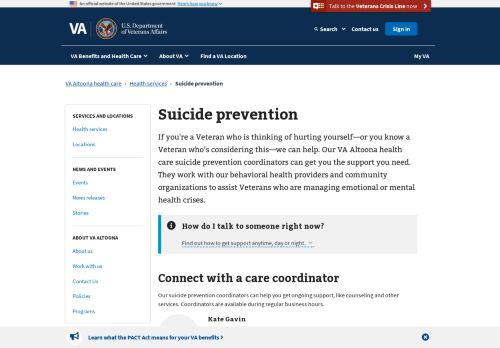 An official website of the United States government Here's how you know
Talk to the Veterans Crisis Line now
VA
U.S. Department
of Veterans Affairs
Search
Contact us
Sign in
VA Benefits and Health Care
About VA
Find a VA Location
My VA
VA Altoona health care › Health services › Suicide prevention
SERVICES AND LOCATIONS
Health services
Locations
NEWS AND EVENTS
Events
News releases
Stories
ABOUT VA ALTOONA
About us
Work with us
Contact Us
Policies
Programs
Suicide prevention
If you're a Veteran who is thinking of hurting yourself—or you know a
Veteran who's considering this—we can help. Our VA Altoona health
care suicide prevention coordinators can get you the support you need.
They work with our behavioral health providers and community
organizations to assist Veterans who are managing emotional or mental
health crises.
How do I talk to someone right now?
Find out how to get support anytime, day or night.
Connect with a care coordinator
Our suicide prevention coordinators can help you get ongoing support, like counseling and other
services. Coordinators are available during regular business hours.
Kate Gavin
Learn what the PACT Act means for your VA benefits